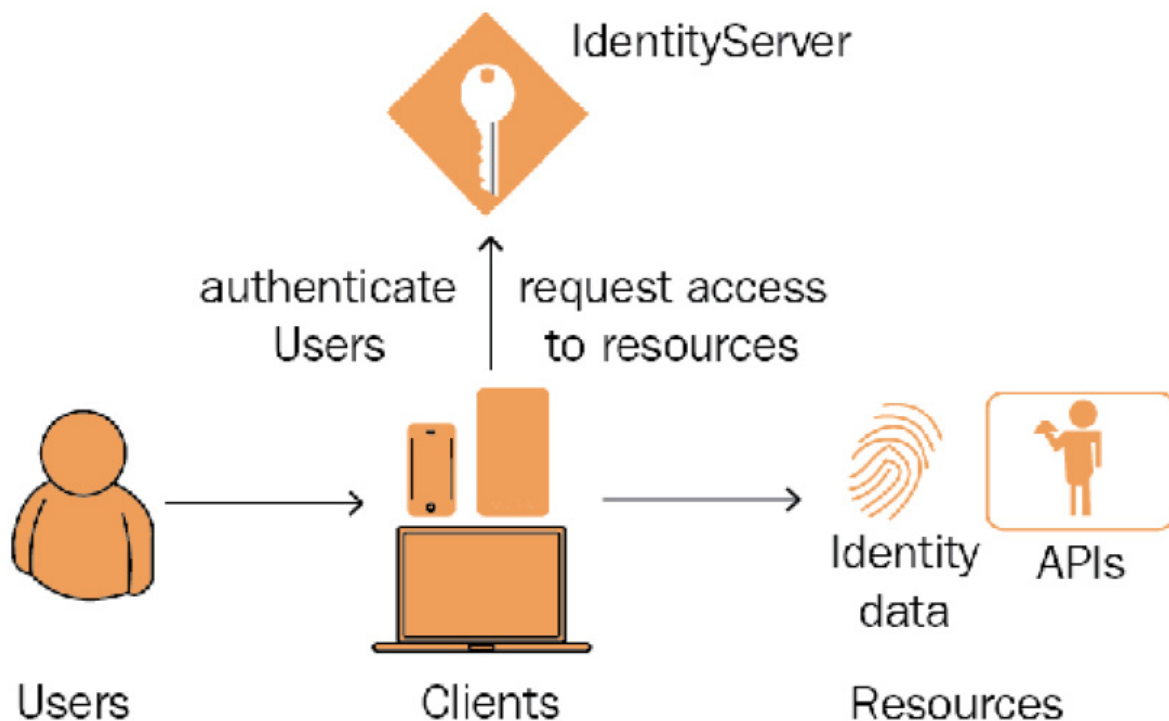 IdentityServer
authenticate
Users
request access
to resources
Identity
data
APIs
Users
Clients
Resources